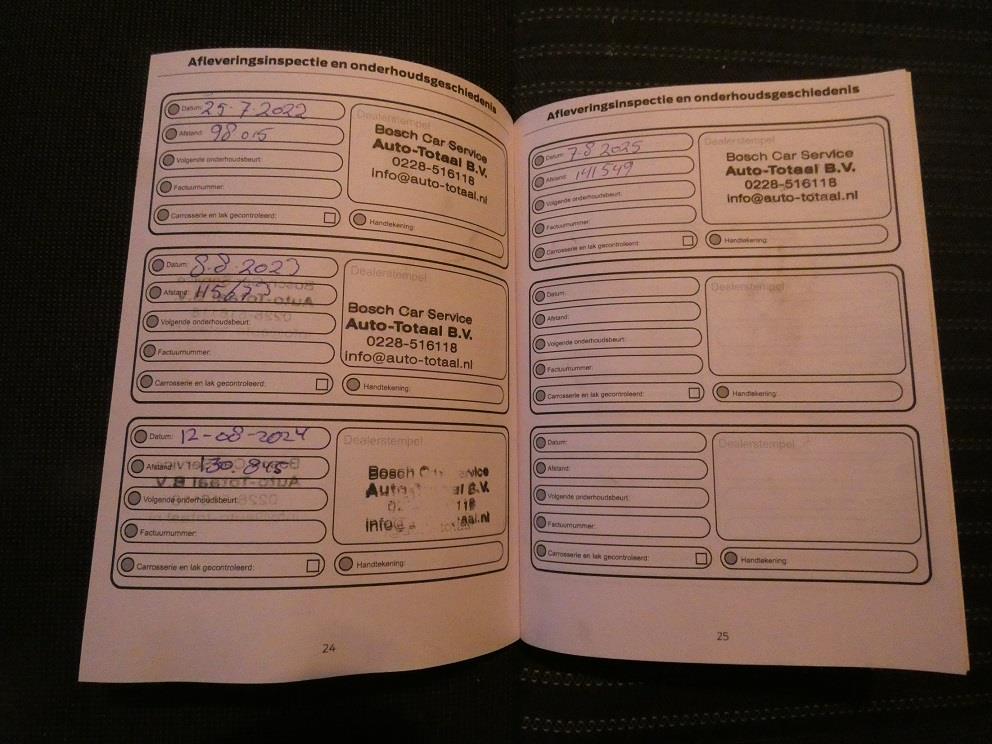 Afleveringsinspectie en onderhoudsgeschiedenis
Datum: 25-7-2022
Afstand: 98015
Volgende onderhoudsbeurt:
Factuurnummer:
Carrosserie en lak gecontroleerd:
Dealerstempel
Bosch Car Service
Auto-Totaal B.V.
0228-516118
info@auto-totaal.nl
Handtekening:
Datum: 8-8-2023
Afstand:
Volgende onderhoudsbeurt:
Factuurnummer:
Carrosserie en lak gecontroleerd:
Dealerstempel
Bosch Car Service
Auto-Totaal B.V.
0228-516118
info@auto-totaal.nl
Handtekening:
Datum: 12-08-2024
Afstand: 130.845
Volgende onderhoudsbeurt:
Factuurnummer:
Carrosserie en lak gecontroleerd:
Dealerstempel
Bosch
B.V.
Handtekening:
24
Afleveringsinspectie en onderhoudsgeschiedenis
Datum: 7-8 2025
Afstand: 141549
Volgende onderhoudsbeurt:
Factuurnummer:
Carrosserie en lak gecontroleerd:
Dealerstempel
Bosch Car Service
Auto-Totaal B.V.
0228-516118
info@auto-totaal.nl
Handtekening:
Datum:
Afstand:
Volgende onderhoudsbeurt:
Factuurnummer:
Carrosserie en lak gecontroleerd:
Dealerstempel
Handtekening:
Datum:
Afstand:
Volgende onderhoudsbeurt:
Factuurnummer:
Carrosserie en lak gecontroleerd:
Dealerstempel
Handtekening:
25